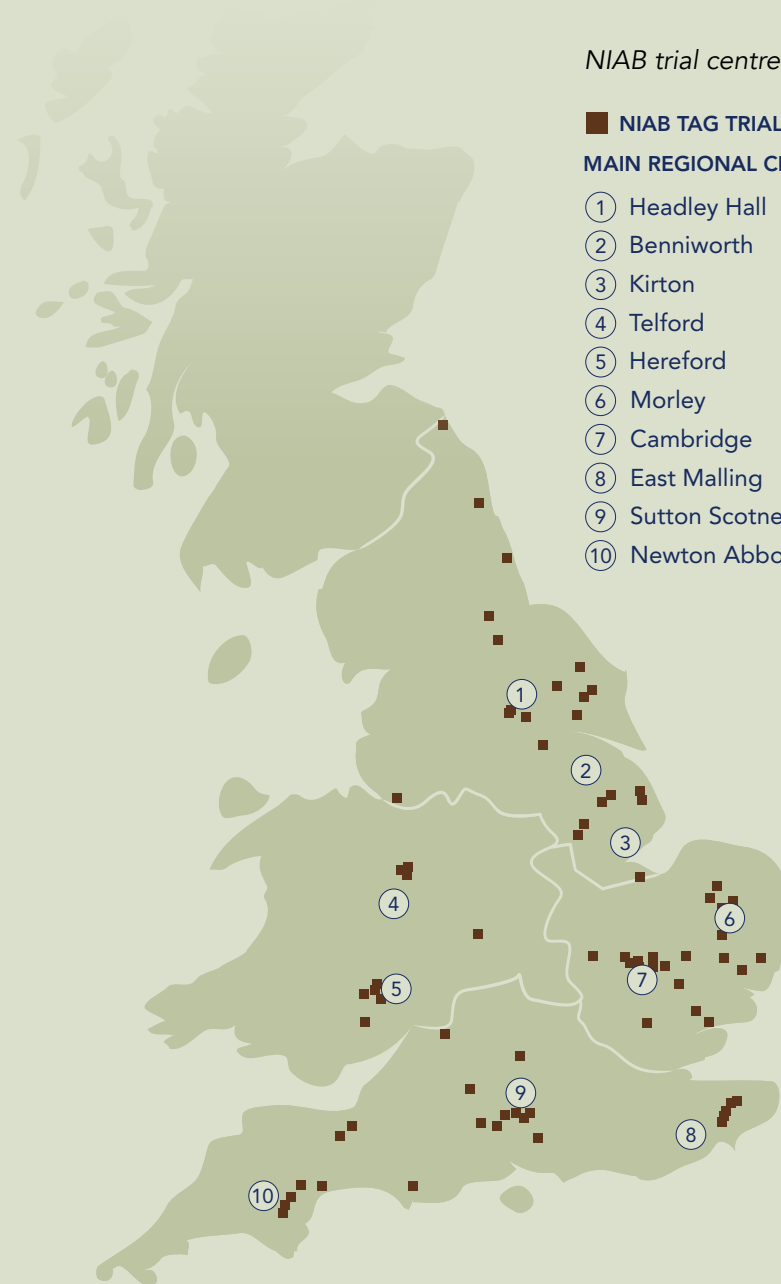 NIAB trial centre
NIAB TAG TRIAL
MAIN REGIONAL
1 Headley Hall
2 Benniworth
3 Kirton
4 Telford
5 Hereford
6 Morley
7 Cambridge
8 East Malling
9 Sutton Scotne
10 Newton Abbo
1
2
3
4
6
5
7
9
8
10